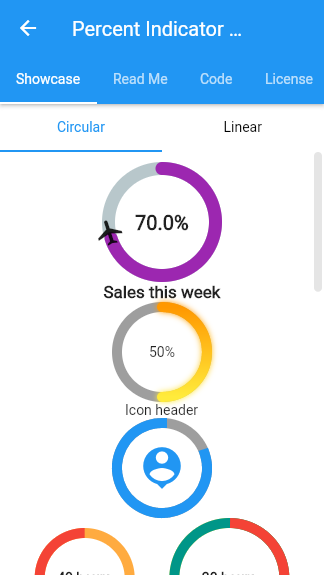 Percent Indicator ...
Showcase
Read Me
Code
License
Circular
Linear
70.0%
Sales this week
50%
Icon header